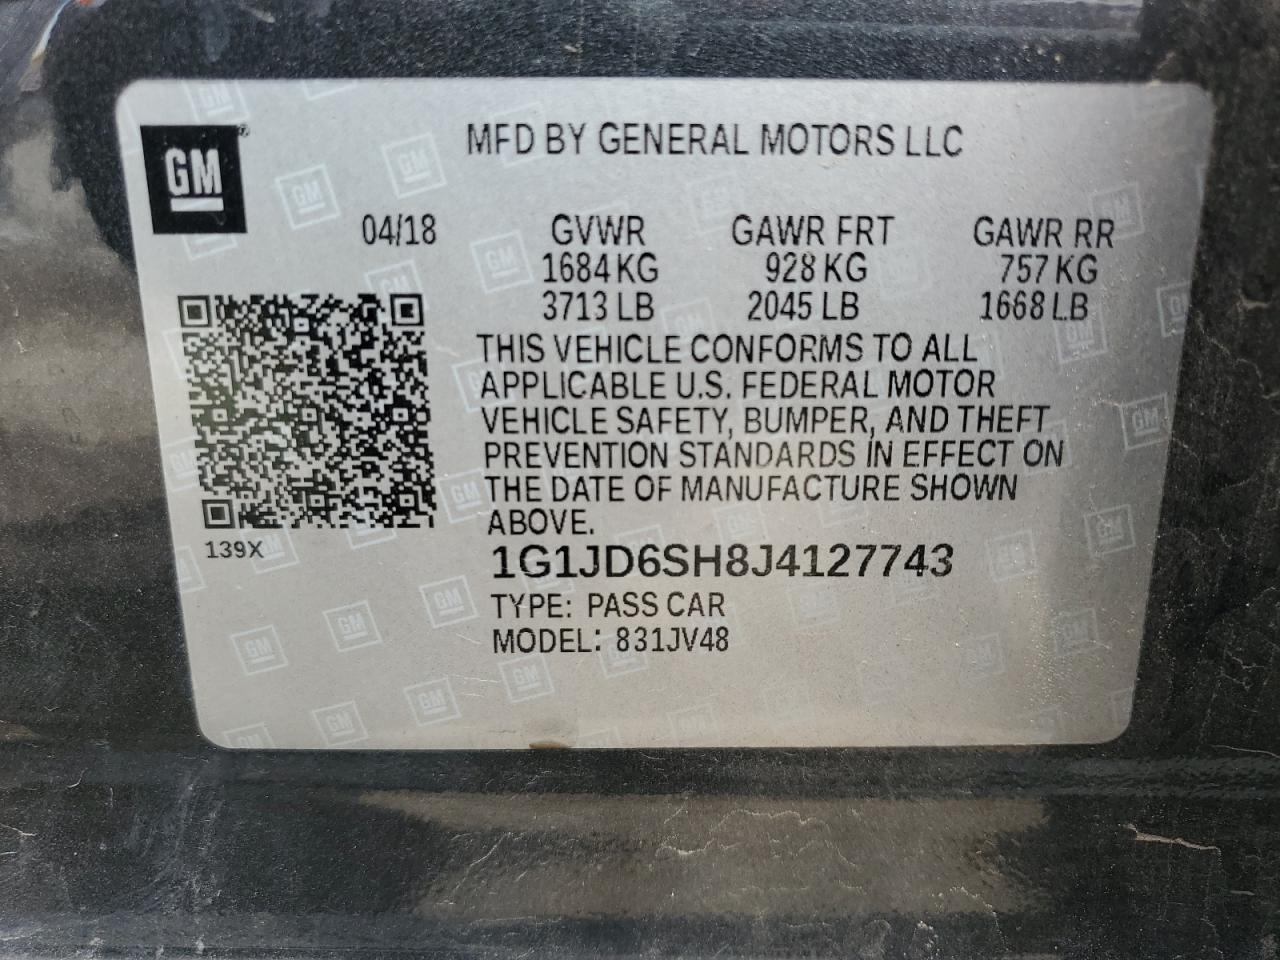 GM
MFD BY GENERAL MOTORS LLC
04/18 GVWR GAWR FRT GAWR RR
1684 KG 928 KG 757 KG
3713 LB 2045 LB 1668 LB
THIS VEHICLE CONFORMS TO ALL
APPLICABLE U.S. FEDERAL MOTOR
VEHICLE SAFETY, BUMPER, AND THEFT
PREVENTION STANDARDS IN EFFECT ON
THE DATE OF MANUFACTURE SHOWN
ABOVE.
139X
1G1JD6SH8J4127743
TYPE: PASS CAR
MODEL: 831JV48